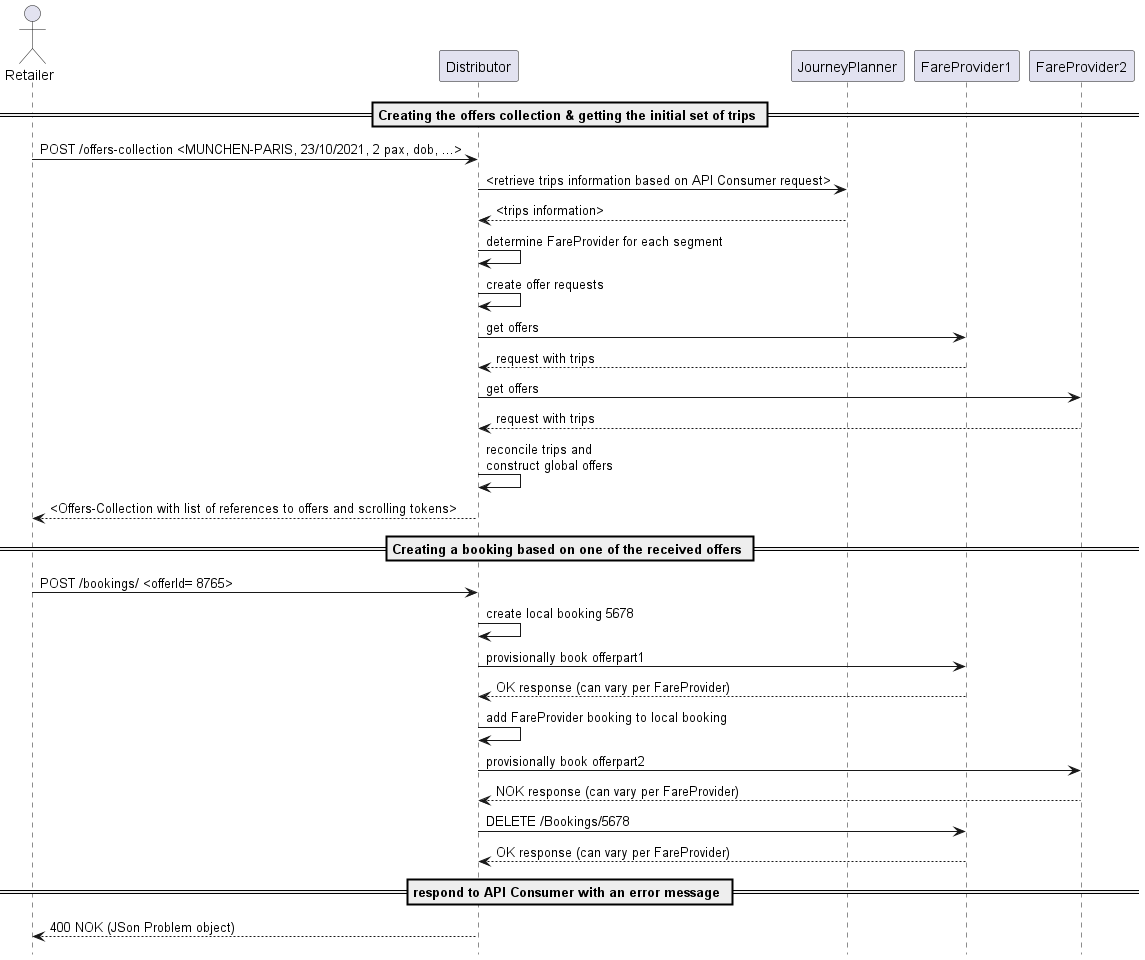 Retailer
Distributor
JourneyPlanner
FareProvider1
FareProvider2
Creating the offers collection & getting the initial set of trips
POST /offers-collection <MUNCHEN-PARIS, 23/10/2021, 2 pax, dob, ...>
<retrieve trips information based on API Consumer request>
<trips information>
determine FareProvider for each segment
create offer requests
get offers
request with trips
get offers
request with trips
reconcile trips and
construct global offers
<Offers-Collection with list of references to offers and scrolling tokens>
Creating a booking based on one of the received offers
POST /bookings/ <offerId= 8765>
create local booking 5678
provisionally book offerpart1
OK response (can vary per FareProvider)
add FareProvider booking to local booking
provisionally book offerpart2
NOK response (can vary per FareProvider)
DELETE /Bookings/5678
OK response (can vary per FareProvider)
respond to API Consumer with an error message
400 NOK (JSon Problem object)